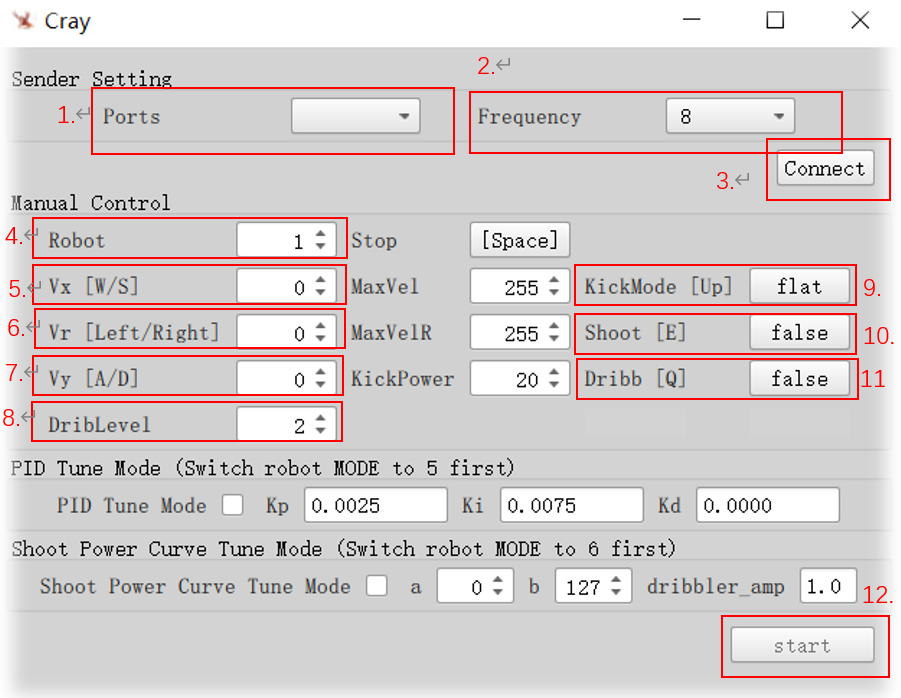 Cray
2.↵
Sender Setting
1.↵ Ports Frequency 8
3.↵ Connect
Manual Control
4.↵ Robot 1 Stop [Space]
5.↵ Vx [W/S] 0 MaxVel 255 KickMode [Up] flat 9.
6.↵ Vr [Left/Right] 0 MaxVelR 255 Shoot [E] false 10.
7.↵ Vy [A/D] 0 KickPower 20 Dribb [Q] false 11
8.↵ DribLevel 2
PID Tune Mode (Switch robot MODE to 5 first)
PID Tune Mode Kp 0.0025 Ki 0.0075 Kd 0.0000
Shoot Power Curve Tune Mode (Switch robot MODE to 6 first)
Shoot Power Curve Tune Mode a 0 b 127 dribbler_amp 1.0 12.
start